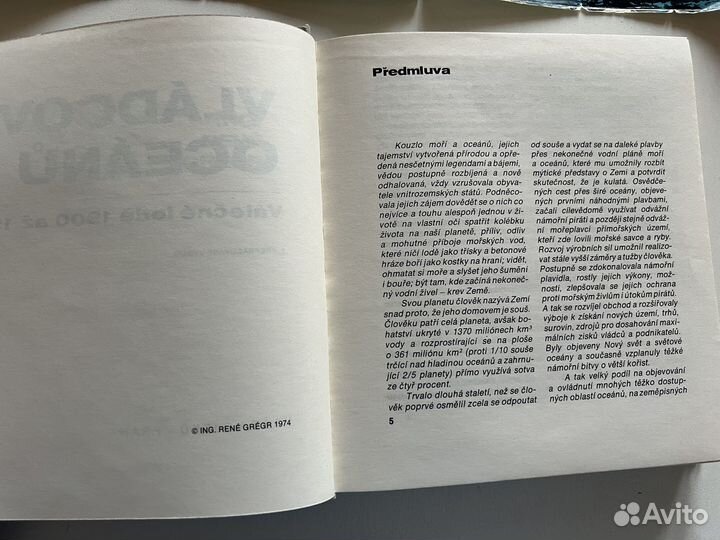 VLÁDCOV
OCEÁNŮ
Válečné lodě 1900 až 1
© ING. RENÉ GRÉGR 1974
Předmluva
Kouzlo moří a oceánů, jejich
tajemství vytvořená přírodou a opře-
dená nesčetnými legendami a bájemi,
vědou postupně rozbíjená a nově
odhalovaná, vždy vzrušovala obyva-
tele vnitrozemských států. Podněco-
vala jejich zájem dovědět se o nich co
nejvíce a touhu alespoň jednou v ži-
votě na vlastní oči spatřit kolébku
života na naší planetě, příliv, odliv
a mohutné příboje mořských vod,
které ničí lodě jako třísky a betonové
hráze boří jako kostky na hraní; vidět,
ohmatat si moře a slyšet jeho šumění
i bouře; být tam, kde začíná nekoneč-
ný vodní živel – krev Země.
Svou planetu člověk nazývá Zemí
snad proto, že jeho domovem je souš.
Člověku patří celá planeta, avšak bo-
hatství ukryté v 1370 miliónech km³
vody a rozprostírající se na ploše
o 361 miliónu km² (proti 1/10 souše
trčící nad hladinou oceánů a zahrnu-
jící 2/5 planety) přímo využívá sotva
ze čtyř procent.
Trvalo dlouhá staletí, než se člo-
věk poprvé osmělil zcela se odpoutat
od souše a vydat se na daleké plavby
přes nekonečné vodní pláně moří
a oceánů, které mu umožnily rozbít
mýtické představy o Zemi a potvrdit
skutečnost, že je kulatá. Osvědče-
ných cest přes širé oceány, objeve-
ných prvními náhodnými plavbami,
začali cílevědomě využívat odvážní
námořní piráti a později stejně odváž-
ní mořeplavci přímořských území,
kteří zde lovili mořské savce a ryby.
Rozvoj výrobních sil umožnil realizo-
vat stále vyšší záměry a tužby člověka.
Postupně se zdokonalovala námořní
plavidla, rostly jejich výkony, mož-
nosti, zlepšovala se jejich ochrana
proti mořským živlům i útokům pirátů.
A tak se rozvíjel obchod a rozšiřovaly
výboje k získání nových území, trhů,
surovin, zdrojů pro dosahování maxi-
málních zisků vládců a podnikatelů.
Byly objeveny Nový svět a světové
oceány a současně vzplanuly těžké
námořní bitvy o větší kořist.
A tak velký podíl na objevování
a ovládnutí mnohých těžko dostup-
ných oblastí oceánů, na zeměpisných
5
Avito